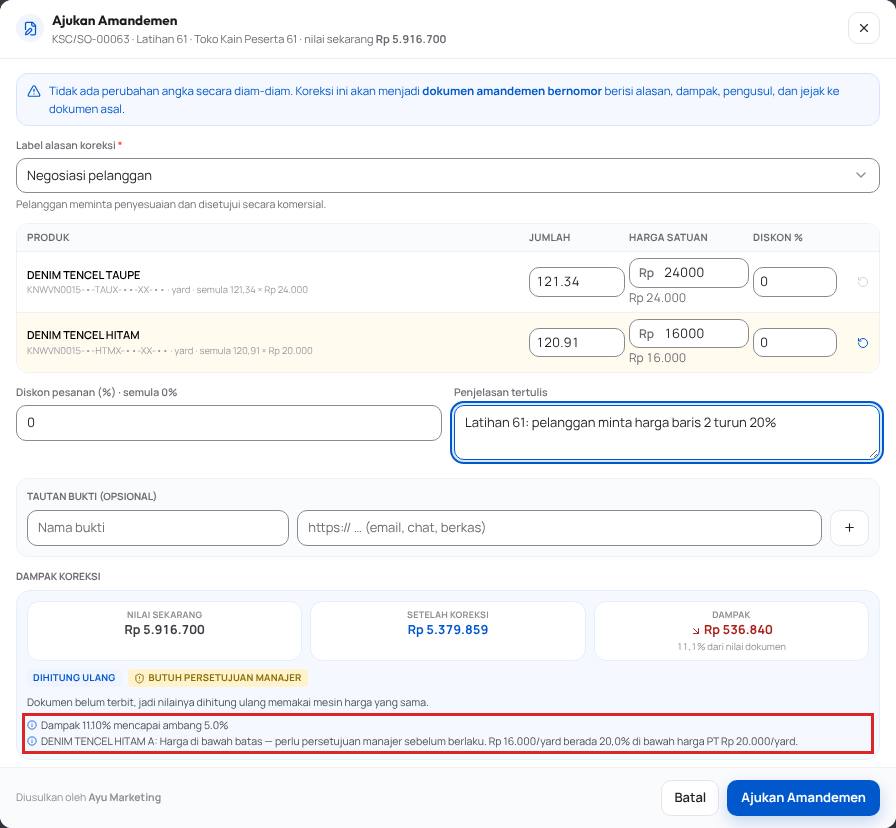 Ajukan Amandemen
KSC/SO-00063 · Latihan 61 · Toko Kain Peserta 61 · nilai sekarang Rp 5.916.700
Tidak ada perubahan angka secara diam-diam. Koreksi ini akan menjadi dokumen amandemen bernomor berisi alasan, dampak, pengusul, dan jejak ke
dokumen asal.
Label alasan koreksi *
Negosiasi pelanggan
Pelanggan meminta penyesuaian dan disetujui secara komersial.
PRODUK JUMLAH HARGA SATUAN DISKON %
DENIM TENCEL TAUPE
KNWVN0015-•-TAUX-•-•-XX-•-• · yard · semula 121,34 × Rp 24.000
121.34 Rp 24000 0
Rp 24.000
DENIM TENCEL HITAM
KNWVN0015-•-HTMX-•-•-XX-•-• · yard · semula 120,91 × Rp 20.000
120.91 Rp 16000 0
Rp 16.000
Diskon pesanan (%) · semula 0%
0
Penjelasan tertulis
Latihan 61: pelanggan minta harga baris 2 turun 20%
TAUTAN BUKTI (OPSIONAL)
Nama bukti
https:// … (email, chat, berkas)
+
DAMPAK KOREKSI
NILAI SEKARANG
Rp 5.916.700
SETELAH KOREKSI
Rp 5.379.859
DAMPAK
↘ Rp 536.840
11,1% dari nilai dokumen
DIHITUNG ULANG
BUTUH PERSETUJUAN MANAJER
Dokumen belum terbit, jadi nilainya dihitung ulang memakai mesin harga yang sama.
Dampak 11.10% mencapai ambang 5.0%
DENIM TENCEL HITAM A: Harga di bawah batas — perlu persetujuan manajer sebelum berlaku. Rp 16.000/yard berada 20,0% di bawah harga PT Rp 20.000/yard.
Diusulkan oleh Ayu Marketing
Batal
Ajukan Amandemen